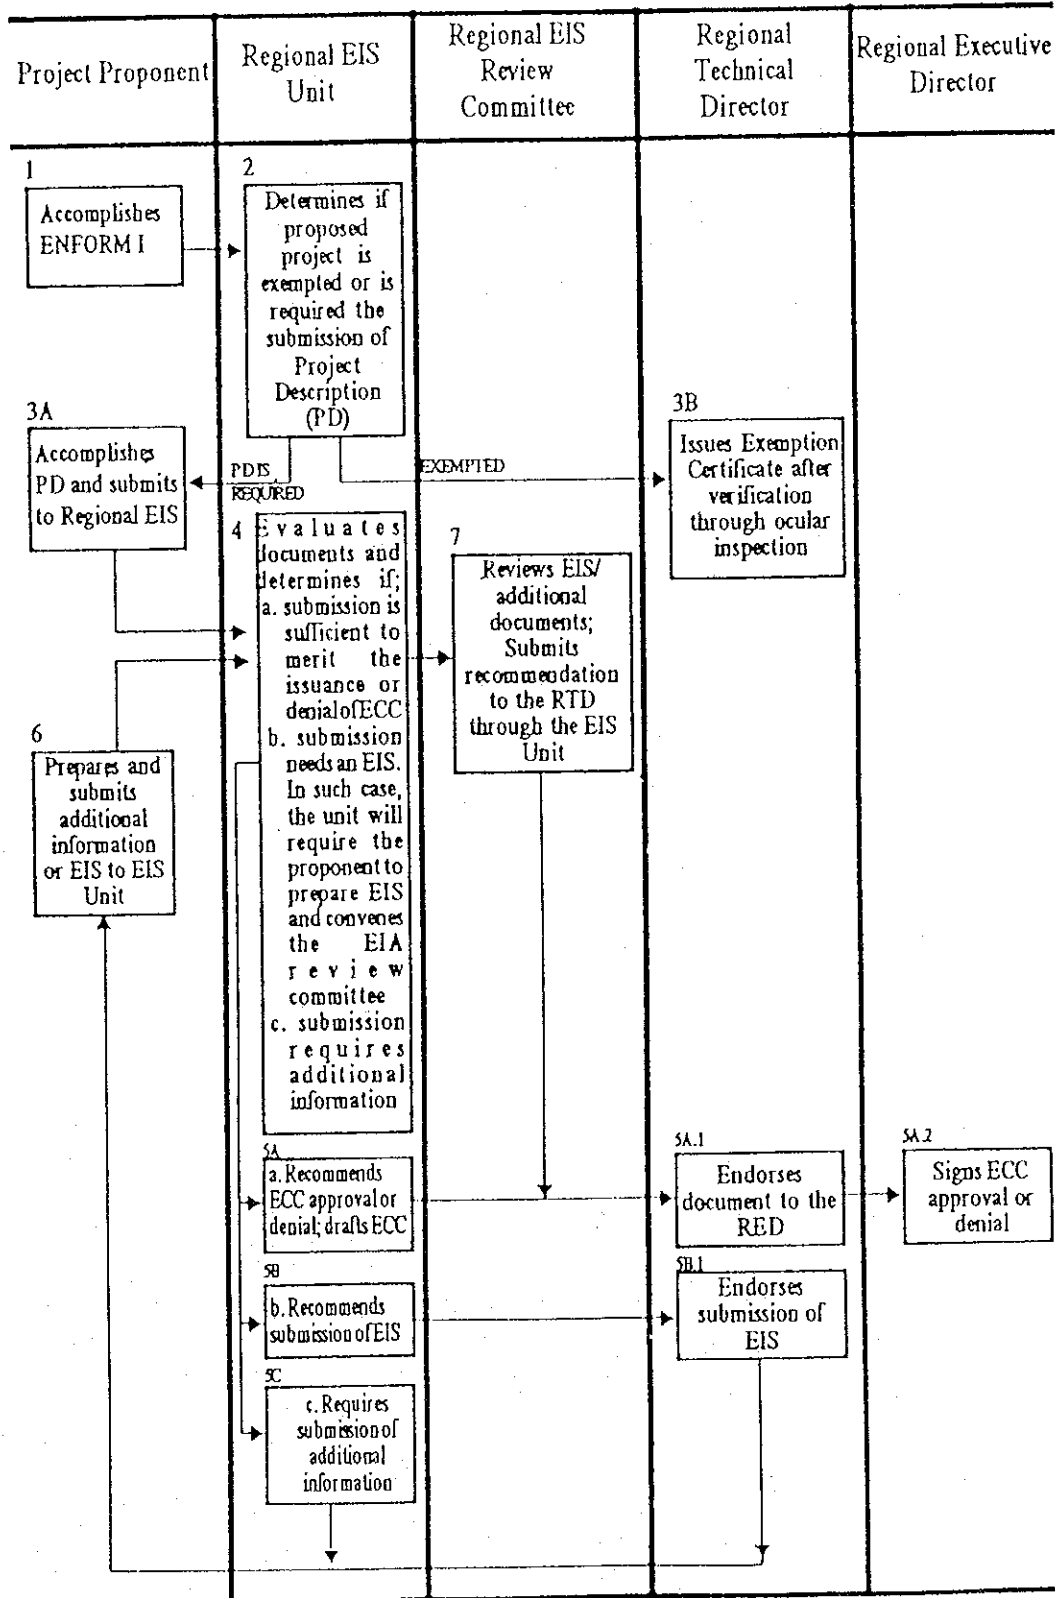 Project Proponent
Regional EIS
Unit
Regional EIS
Review
Committee
Regional
Technical
Director
Regional Executive
Director
1
Accomplishes
ENFORM I
2
Determines if
proposed
project is
exempted or is
required the
submission of
Project
Description
(PD)
3A
Accomplishes
PD and submits
to Regional EIS
PD IS
REQUIRED
EXEMPTED
3B
Issues Exemption
Certificate after
verification
through ocular
inspection
4
Evaluates
documents and
determines if;
a. submission is
sufficient to
merit the
issuance or
denial of ECC
b. submission
needs an EIS.
In such case,
the unit will
require the
proponent to
prepare EIS
and convenes
the EIA
review
committee
c. submission
requires
additional
information
7
Reviews EIS/
additional
documents;
Submits
recommendation
to the RTD
through the EIS
Unit
6
Prepares and
submits
additional
information
or EIS to EIS
Unit
5A
a. Recommends
ECC approval or
denial; drafts ECC
5A.1
Endorses
document to the
RED
5A.2
Signs ECC
approval or
denial
5B
b. Recommends
submission of EIS
5B.1
Endorses
submission of
EIS
5C
c. Requires
submission of
additional
information